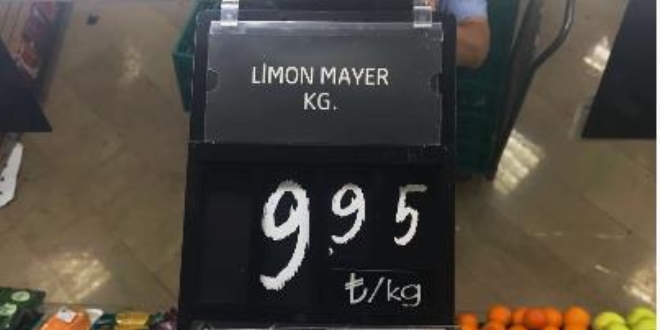 LİMON MAYER
KG.
9,95
₺/kg